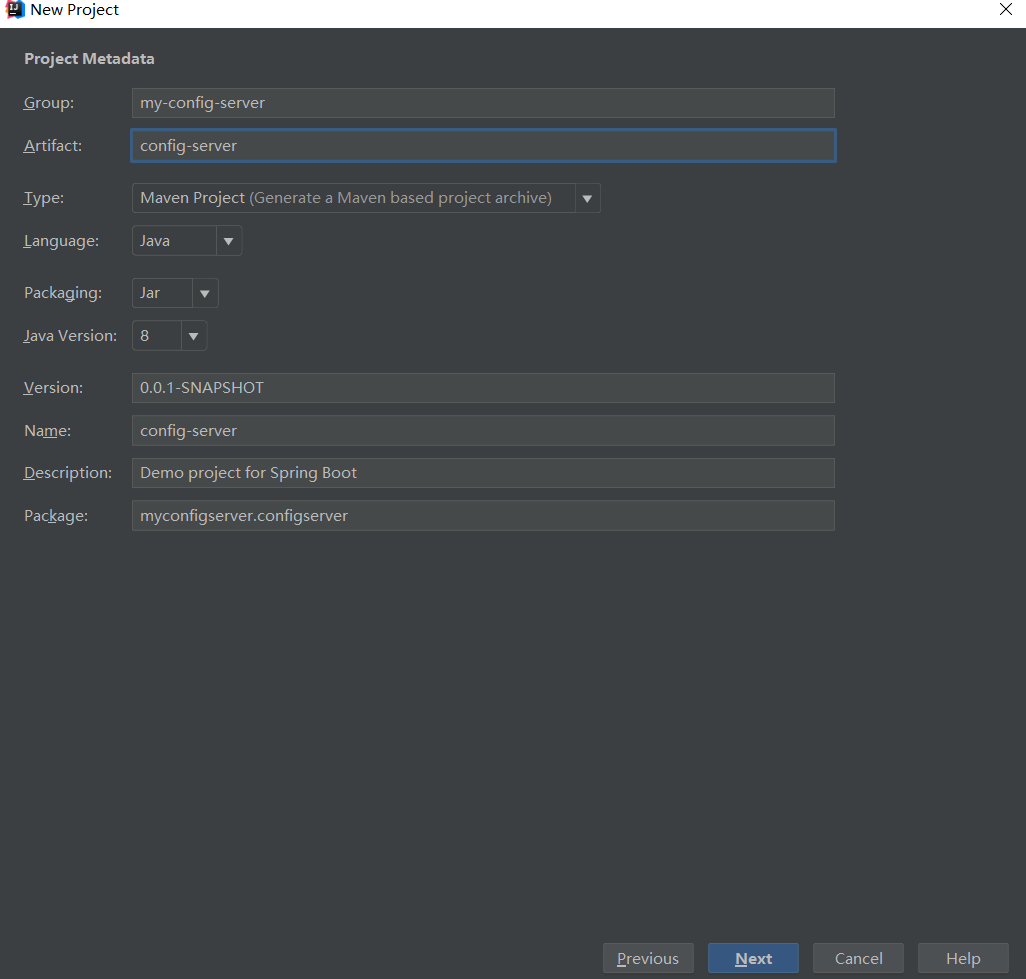 New Project
Project Metadata
Group: my-config-server
Artifact: config-server
Type: Maven Project (Generate a Maven based project archive)
Language: Java
Packaging: Jar
Java Version: 8
Version: 0.0.1-SNAPSHOT
Name: config-server
Description: Demo project for Spring Boot
Package: myconfigserver.configserver
Previous Next Cancel Help